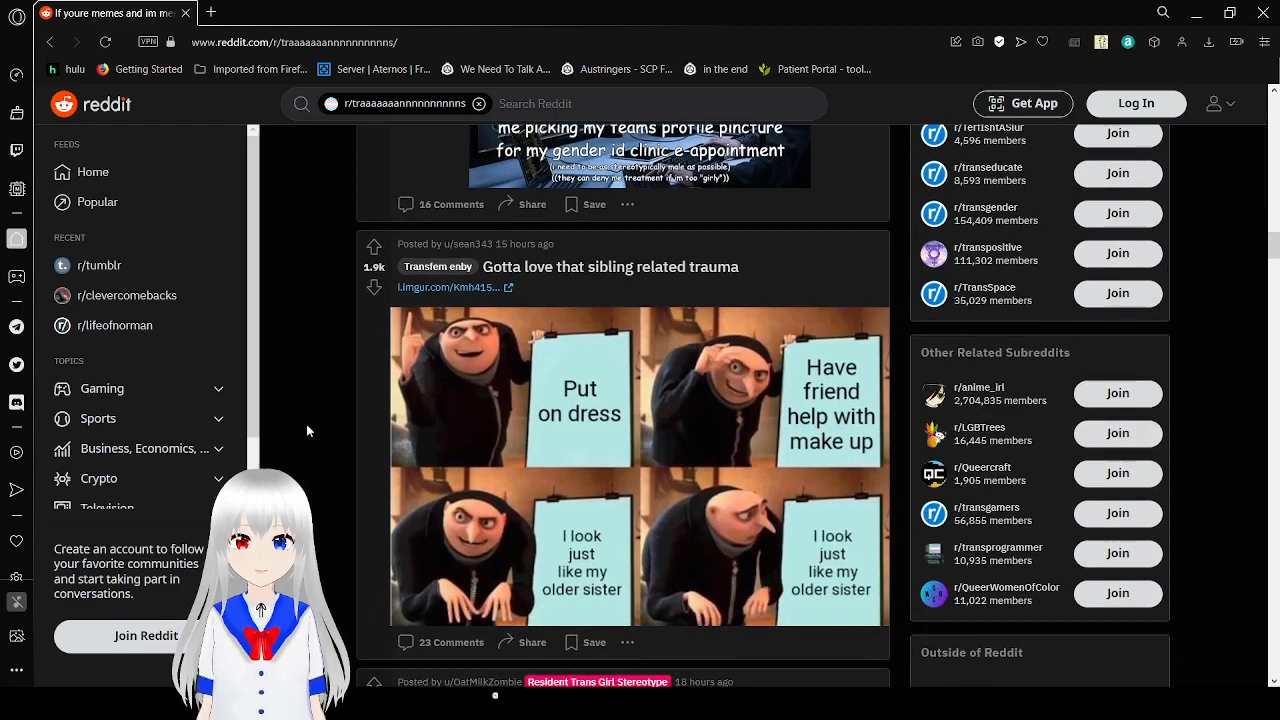 If youre memes and im me
www.reddit.com/r/traaaaaaannnnnnnnnns/
VPN
hulu
Getting Started
Imported from Firef...
Server | Aternos | Fr...
We Need To Talk A...
Austringers - SCP F...
in the end
Patient Portal - tool...
reddit
r/traaaaaaannnnnnnnnns
Search Reddit
Get App
Log In
FEEDS
Home
Popular
RECENT
r/tumblr
r/clevercomebacks
r/lifeofnorman
TOPICS
Gaming
Sports
Business, Economics, ...
Crypto
Television
Create an account to follow
your favorite communities
and start taking part in
conversations.
Join Reddit
me picking my teams profile pincture
for my gender id clinic e-appointment
(i need to be as stereotypically male as possible)
((they can deny me treatment if im too "girly"))
16 Comments
Share
Save
Posted by u/sean343 15 hours ago
1.9k
Transfem enby
Gotta love that sibling related trauma
i.imgur.com/Kmh415...
Put
on dress
Have
friend
help with
make up
I look
just
like my
older sister
I look
just
like my
older sister
23 Comments
Share
Save
Posted by u/OatMilkZombie Resident Trans Girl Stereotype 18 hours ago
r/TerfIsntASlur
4,596 members
Join
r/transeducate
8,593 members
Join
r/transgender
154,409 members
Join
r/transpositive
111,302 members
Join
r/TransSpace
35,029 members
Join
Other Related Subreddits
r/anime_irl
2,704,835 members
Join
r/LGBTrees
16,445 members
Join
QC
r/Queercraft
1,905 members
Join
r/transgamers
56,855 members
Join
r/transprogrammer
10,935 members
Join
r/QueerWomenOfColor
11,022 members
Join
Outside of Reddit